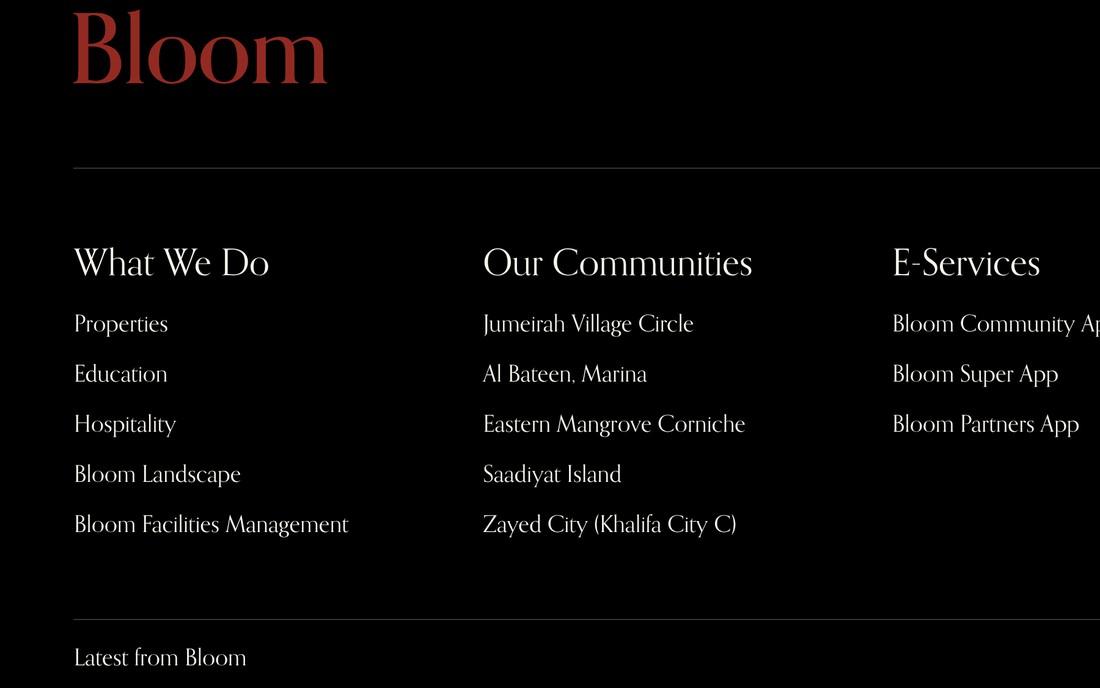 Bloom
What We Do
Properties
Education
Hospitality
Bloom Landscape
Bloom Facilities Management
Our Communities
Jumeirah Village Circle
Al Bateen, Marina
Eastern Mangrove Corniche
Saadiyat Island
Zayed City (Khalifa City C)
E-Services
Bloom Community
Bloom Super App
Bloom Partners App
Latest from Bloom